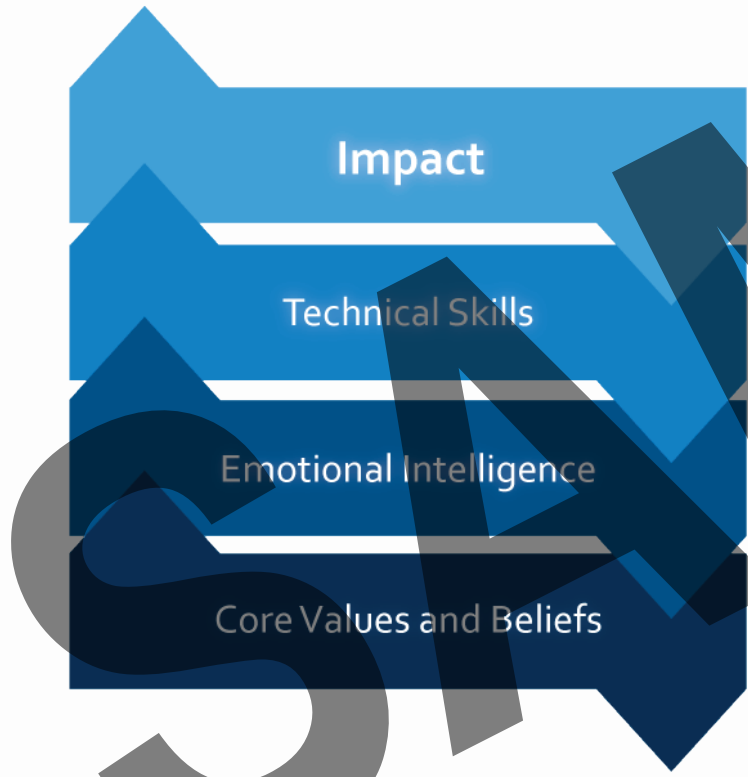 Impact
Technical Skills
Emotional Intelligence
Core Values and Beliefs